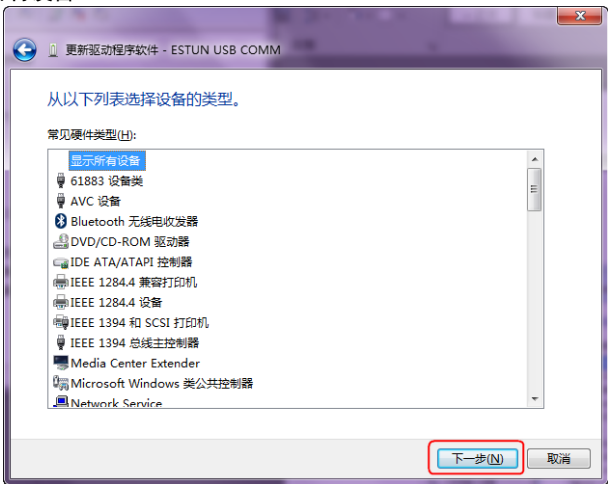 更新驱动程序软件 - ESTUN USB COMM
从以下列表选择设备的类型。
常见硬件类型(H):
显示所有设备
61883 设备类
AVC 设备
Bluetooth 无线电收发器
DVD/CD-ROM 驱动器
IDE ATA/ATAPI 控制器
IEEE 1284.4 兼容打印机
IEEE 1284.4 设备
IEEE 1394 和 SCSI 打印机
IEEE 1394 总线主控制器
Media Center Extender
Microsoft Windows 类公共控制器
Network Service
下一步(N)
取消